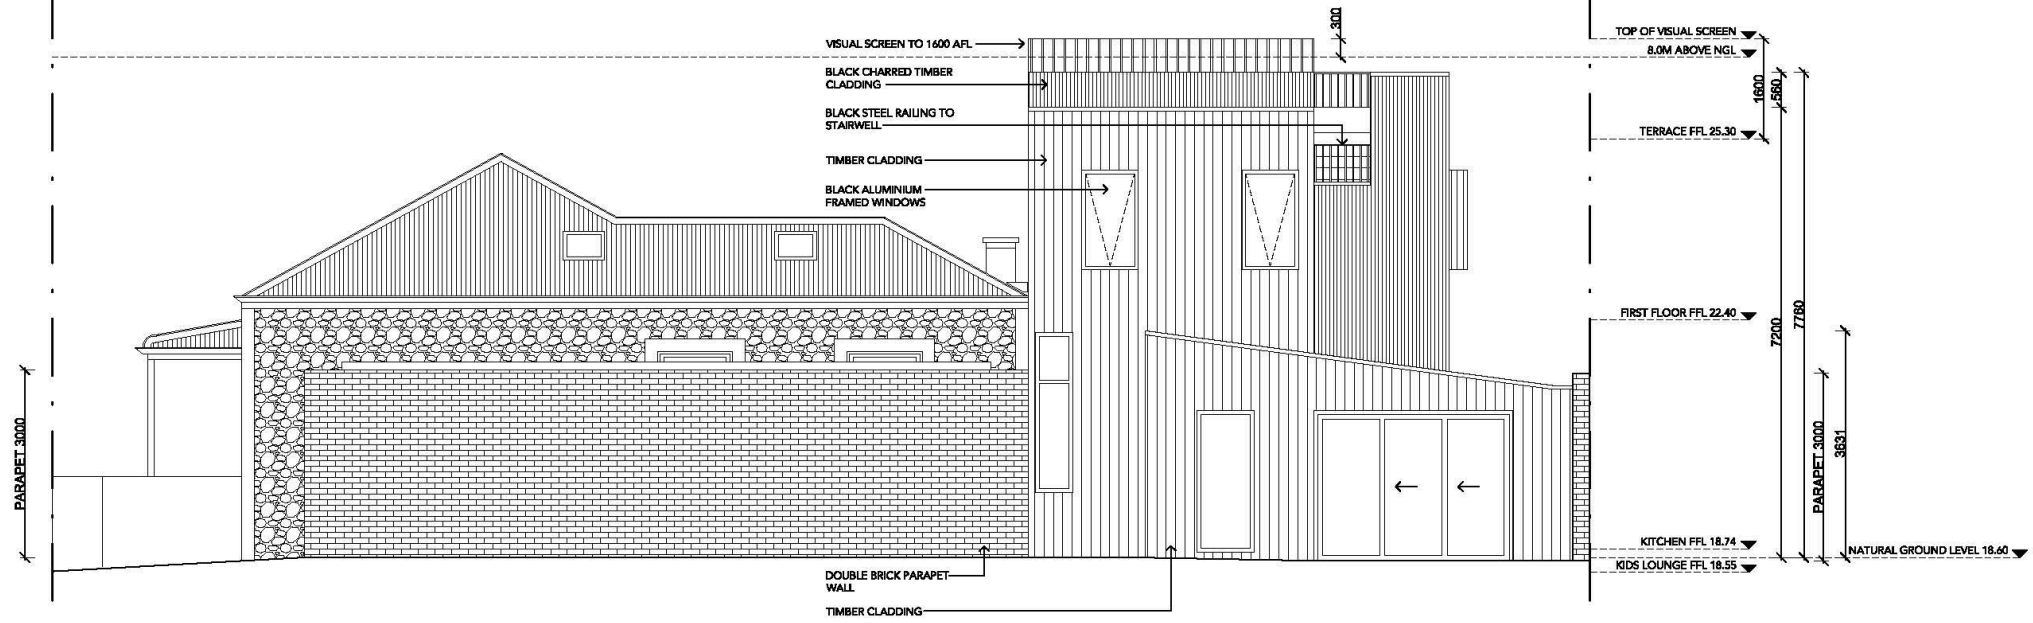 300
VISUAL SCREEN TO 1600 AFL
TOP OF VISUAL SCREEN
8.0M ABOVE NGL
BLACK CHARRED TIMBER
CLADDING
1600
560
BLACK STEEL RAILING TO
STAIRWELL
TERRACE FFL 25.30
TIMBER CLADDING
BLACK ALUMINIUM
FRAMED WINDOWS
FIRST FLOOR FFL 22.40
7200
7760
PARAPET 3000
PARAPET 3000
3631
KITCHEN FFL 18.74
NATURAL GROUND LEVEL 18.60
KIDS LOUNGE FFL 18.55
DOUBLE BRICK PARAPET
WALL
TIMBER CLADDING